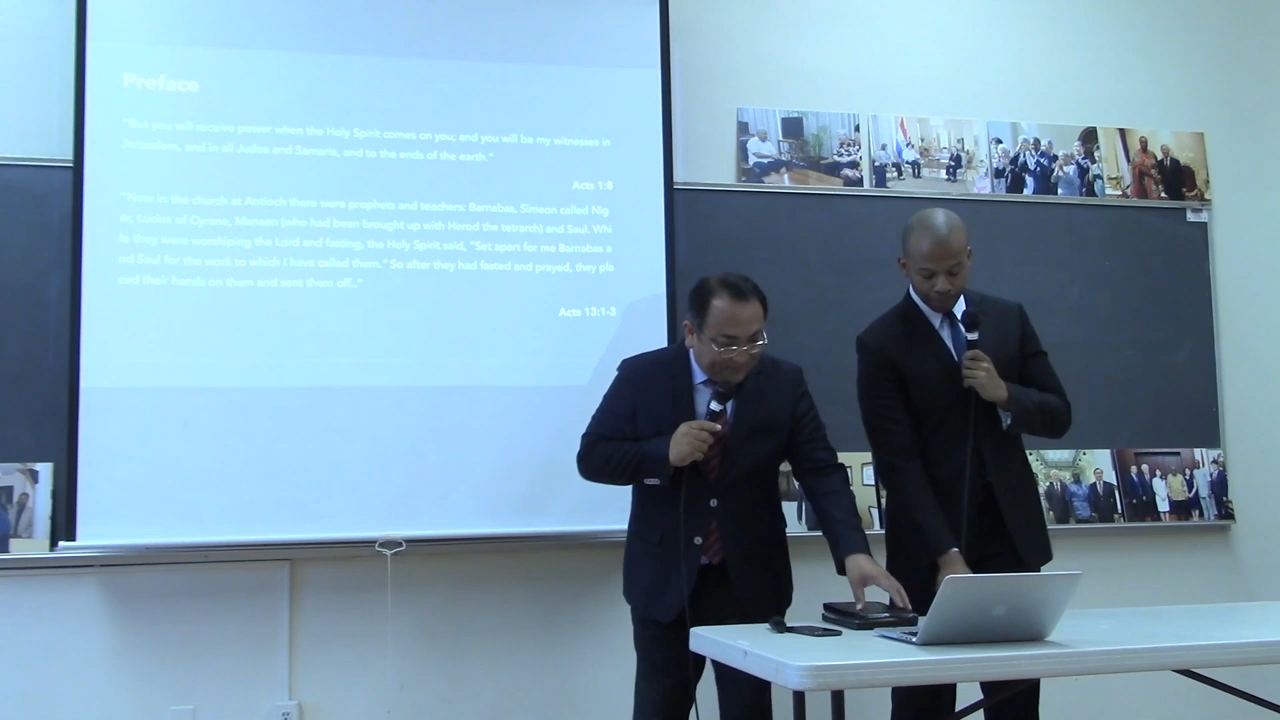 Preface
"But you will receive power when the Holy Spirit comes on you; and you will be my witnesses in
Jerusalem, and in all Judea and Samaria, and to the ends of the earth."
Acts 1:8
"Now in the church at Antioch there were prophets and teachers: Barnabas, Simeon called Nig
er, Lucius of Cyrene, Manaen (who had been brought up with Herod the tetrarch) and Saul. Whi
le they were worshiping the Lord and fasting, the Holy Spirit said, "Set apart for me Barnabas a
nd Saul for the work to which I have called them." So after they had fasted and prayed, they pla
ced their hands on them and sent them off.."
Acts 13:1-3